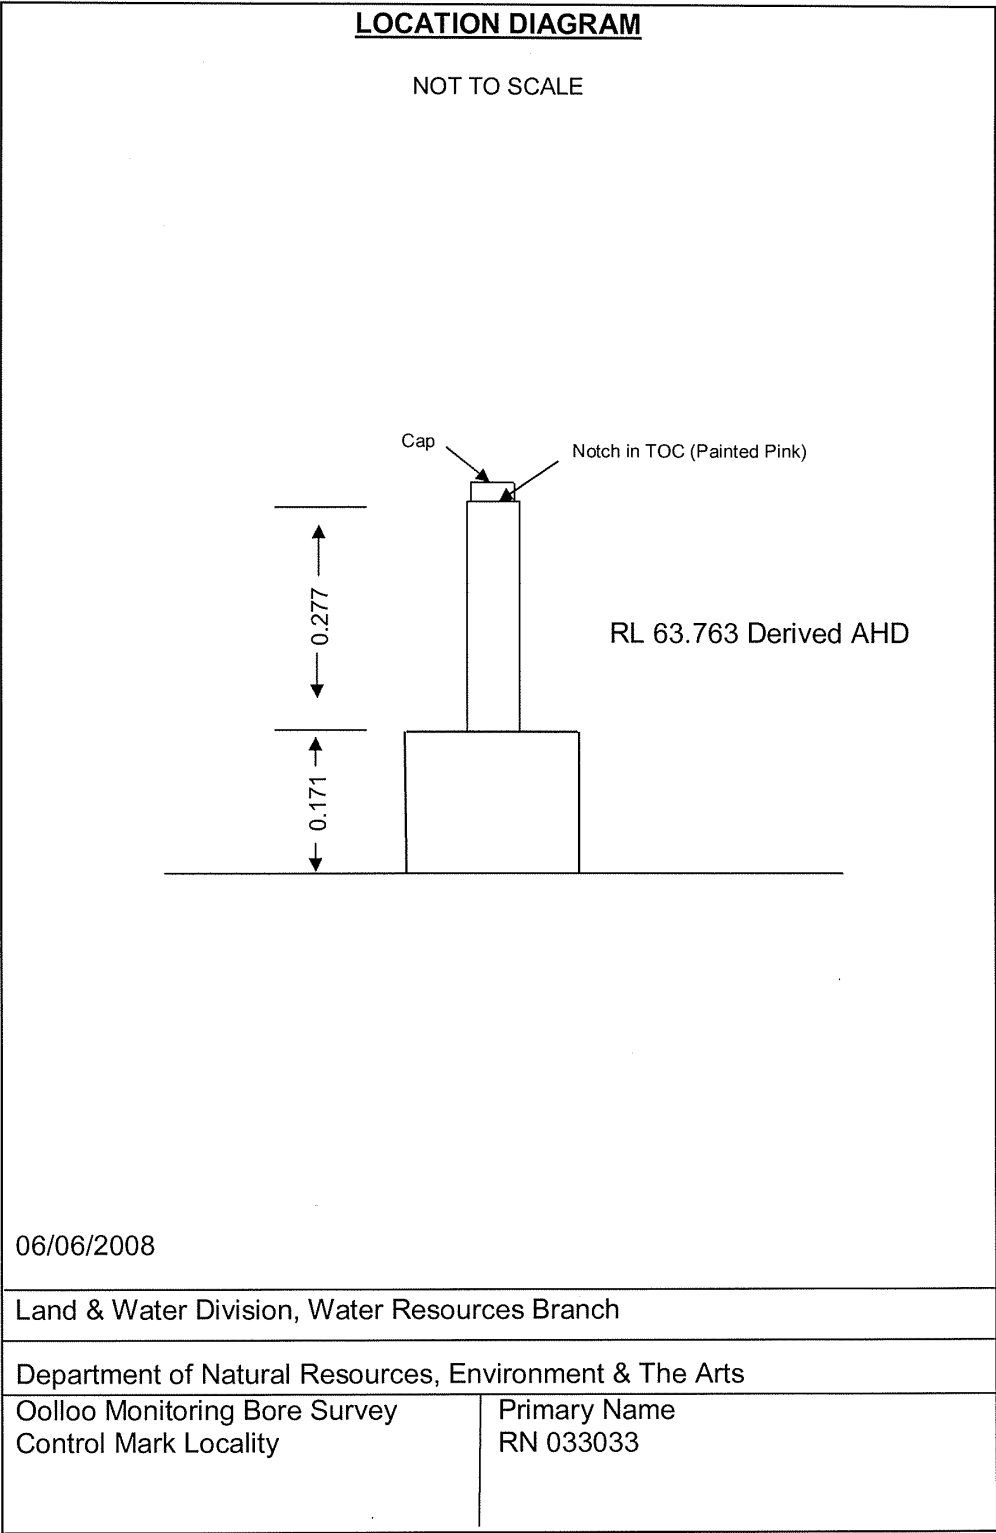 LOCATION DIAGRAM
NOT TO SCALE
Cap
Notch in TOC (Painted Pink)
0.277
RL 63.763 Derived AHD
0.171
06/06/2008
Land & Water Division, Water Resources Branch
Department of Natural Resources, Environment & The Arts
Oolloo Monitoring Bore Survey
Control Mark Locality
Primary Name
RN 033033